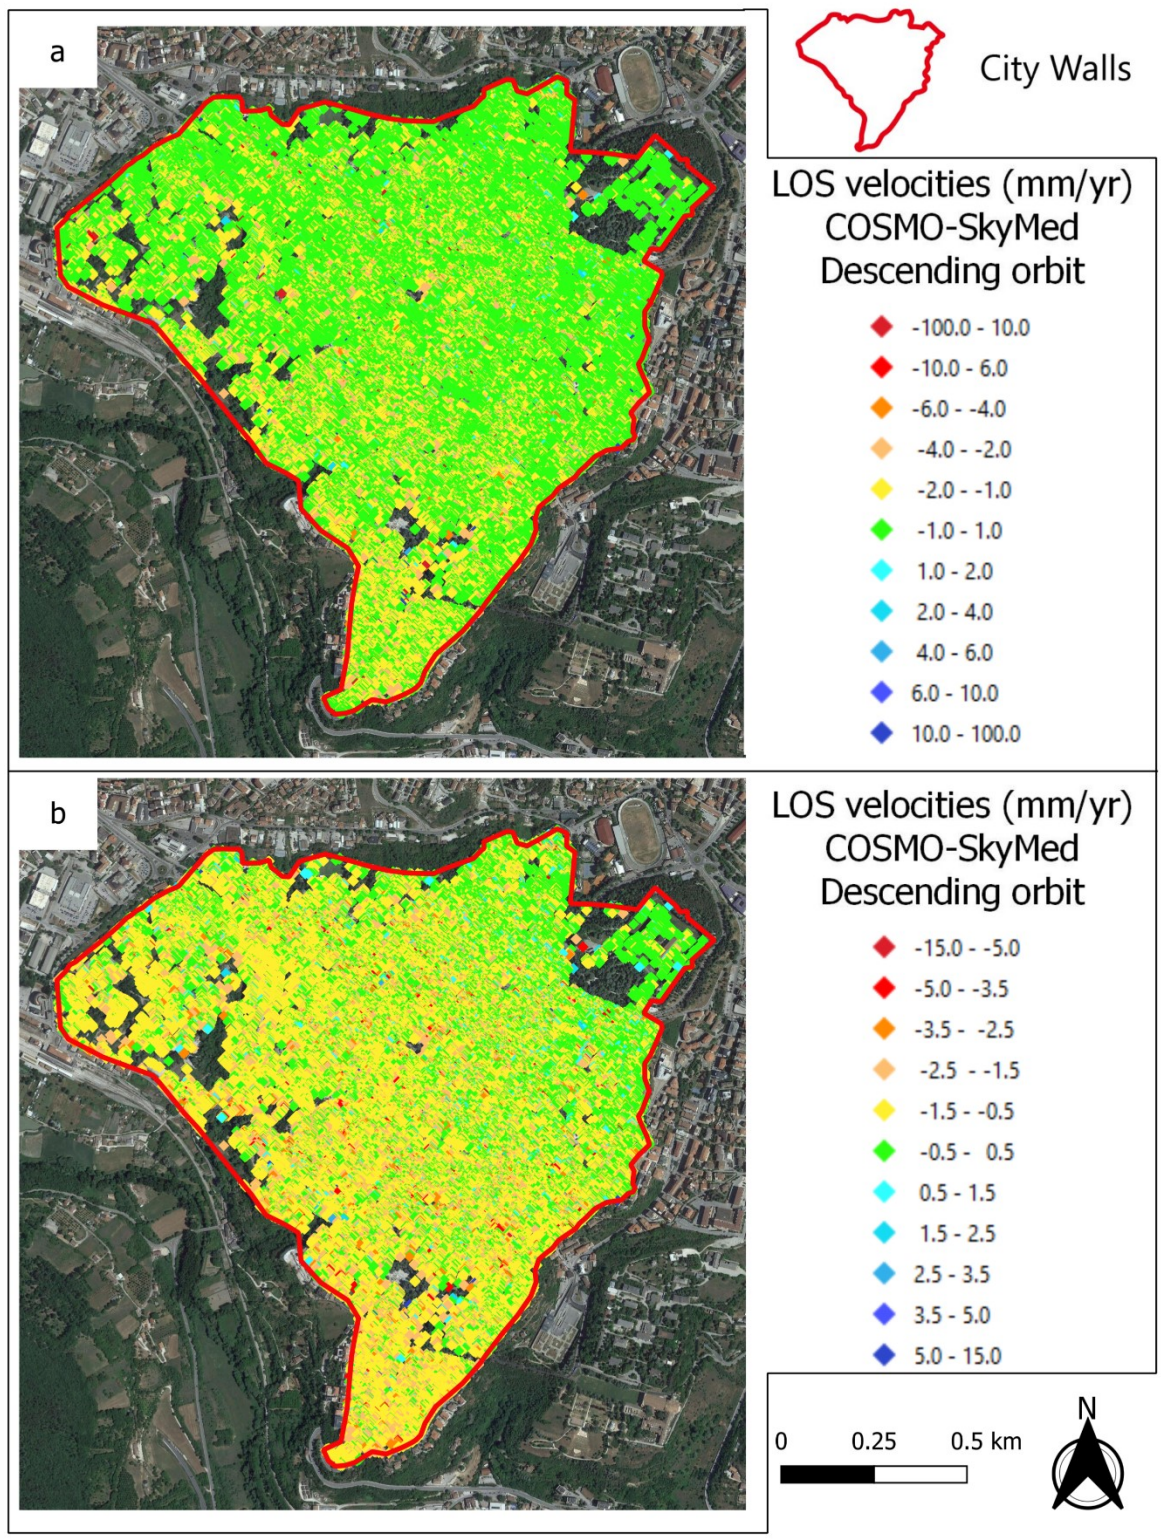 a
City Walls
LOS velocities (mm/yr)
COSMO-SkyMed
Descending orbit
-100.0 - 10.0
-10.0 - 6.0
-6.0 - -4.0
-4.0 - -2.0
-2.0 - -1.0
-1.0 - 1.0
1.0 - 2.0
2.0 - 4.0
4.0 - 6.0
6.0 - 10.0
10.0 - 100.0
b
LOS velocities (mm/yr)
COSMO-SkyMed
Descending orbit
-15.0 - -5.0
-5.0 - -3.5
-3.5 - -2.5
-2.5 - -1.5
-1.5 - -0.5
-0.5 - 0.5
0.5 - 1.5
1.5 - 2.5
2.5 - 3.5
3.5 - 5.0
5.0 - 15.0
N
0 0.25 0.5 km